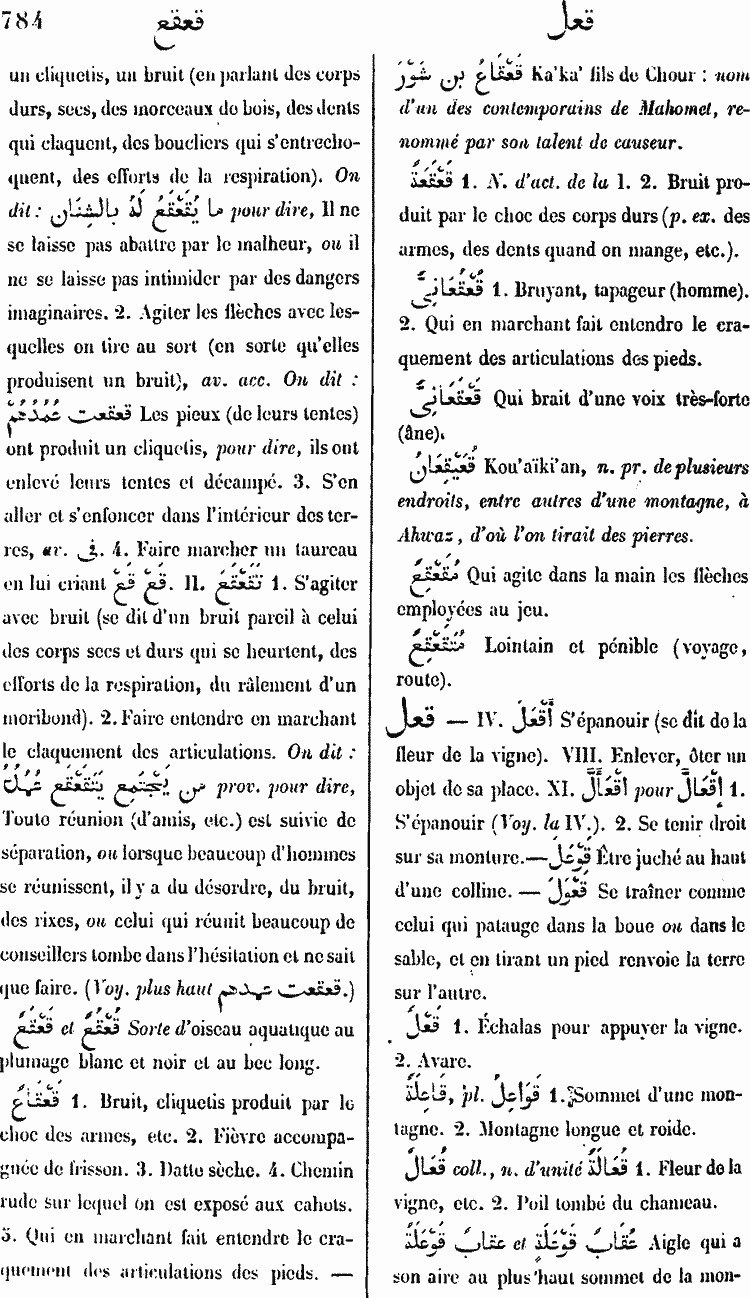 784
قعقع
قعل
un cliquetis, un bruit (en parlant des corps
durs, secs, des morceaux de bois, des dents
qui claquent, des boucliers qui s'entrecho-
quent, des efforts de la respiration). On
dit : مَا يُقَعْقَعُ لَهُ بِالشِّنَانِ pour dire, Il ne
se laisse pas abattre par le malheur, ou il
ne se laisse pas intimider par des dangers
imaginaires. 2. Agiter les flèches avec les-
quelles on tire au sort (en sorte qu'elles
produisent un bruit), av. acc. On dit :
قعقعت عُمُدُهُمْ Les pieux (de leurs tentes)
ont produit un cliquetis, pour dire, ils ont
enlevé leurs tentes et décampé. 3. S'en
aller et s'enfoncer dans l'intérieur des ter-
res, av. فى. 4. Faire marcher un taureau
en lui criant قَعْ قَعْ. II. تَقَعْقَعَ 1. S'agiter
avec bruit (se dit d'un bruit pareil à celui
des corps secs et durs qui se heurtent, des
efforts de la respiration, du râlement d'un
moribond). 2. Faire entendre en marchant
le claquement des articulations. On dit :
مَن يَجْتَمِع يَتَقَعْقَع عُمُدُهُ prov. pour dire,
Toute réunion (d'amis, etc.) est suivie de
séparation, ou lorsque beaucoup d'hommes
se réunissent, il y a du désordre, du bruit,
des rixes, ou celui qui réunit beaucoup de
conseillers tombe dans l'hésitation et ne sait
que faire. (Voy. plus haut قعقعت عمدهم.)
قَعْقَعٌ et قُعْقُعٌ Sorte d'oiseau aquatique au
plumage blanc et noir et au bec long.
قَعْقَاعٌ 1. Bruit, cliquetis produit par le
choc des armes, etc. 2. Fièvre accompa-
gnée de frisson. 3. Datte sèche. 4. Chemin
rude sur lequel on est exposé aux cahots.
5. Qui en marchant fait entendre le cra-
quement des articulations des pieds. —
قَعْقَاعُ بن شَوْرَ Ka'ka' fils de Chour : nom
d'un des contemporains de Mahomet, re-
nommé par son talent de causeur.
قَعْقَعَةٌ 1. N. d'act. de la I. 2. Bruit pro-
duit par le choc des corps durs (p. ex. des
armes, des dents quand on mange, etc.).
قَعْقَعَانِىٌّ 1. Bruyant, tapageur (homme).
2. Qui en marchant fait entendre le cra-
quement des articulations des pieds.
قَعْقَعَانِىٌّ Qui brait d'une voix très-forte
(âne).
قُعَيْقِعَانُ Kou'aïki'an, n. pr. de plusieurs
endroits, entre autres d'une montagne, à
Ahwaz, d'où l'on tirait des pierres.
مُقَعْقِعٌ Qui agite dans la main les flèches
employées au jeu.
مُتَقَعْقِعٌ Lointain et pénible (voyage,
route).
قعل — IV. أَقْعَلَ S'épanouir (se dit de la
fleur de la vigne). VIII. Enlever, ôter un
objet de sa place. XI. اقْعَأَلَّ pour اِقْعَالَّ 1.
S'épanouir (Voy. la IV.). 2. Se tenir droit
sur sa monture.— قَوْعَلَ Être juché au haut
d'une colline. — قَعْوَلَ Se traîner comme
celui qui patauge dans la boue ou dans le
sable, et en tirant un pied renvoie la terre
sur l'autre.
قَعْلٌ 1. Échalas pour appuyer la vigne.
2. Avare.
قَاعِلَةٌ, pl. قَوَاعِلُ 1. Sommet d'une mon-
tagne. 2. Montagne longue et roide.
قُعَالٌ coll., n. d'unité قُعَالَةٌ 1. Fleur de la
vigne, etc. 2. Poil tombé du chameau.
عُقَابُ قَوْعَلَةٍ et عقابٌ قَوْعَلَةٌ Aigle qui a
son aire au plus haut sommet de la mon-